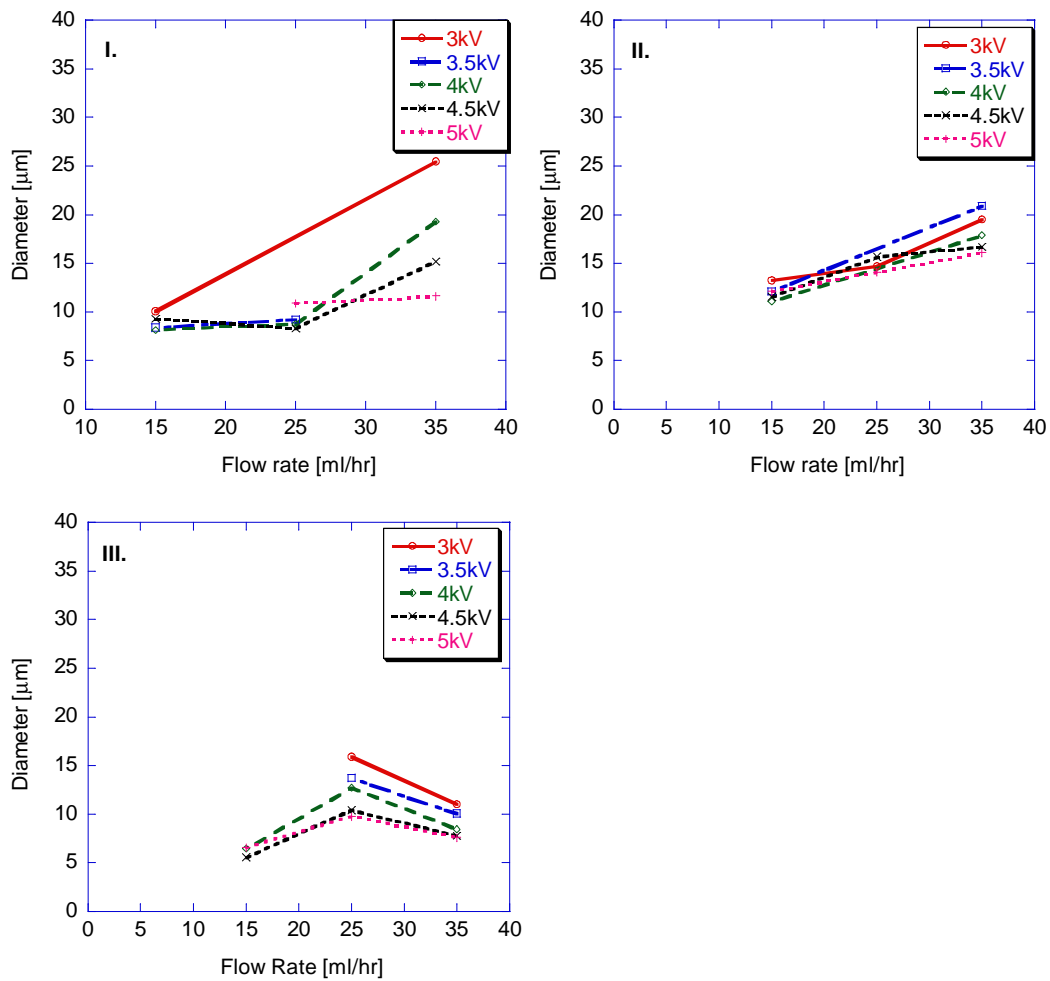 I.
3kV
3.5kV
4kV
4.5kV
5kV
40
35
30
25
20
15
10
5
0
Diameter [μm]
10 15 20 25 30 35 40
Flow rate [ml/hr]
II.
3kV
3.5kV
4kV
4.5kV
5kV
40
35
30
25
20
15
10
5
0
Diameter [μm]
0 5 10 15 20 25 30 35 40
Flow rate [ml/hr]
III.
3kV
3.5kV
4kV
4.5kV
5kV
40
35
30
25
20
15
10
5
0
Diameter [μm]
0 5 10 15 20 25 30 35 40
Flow Rate [ml/hr]